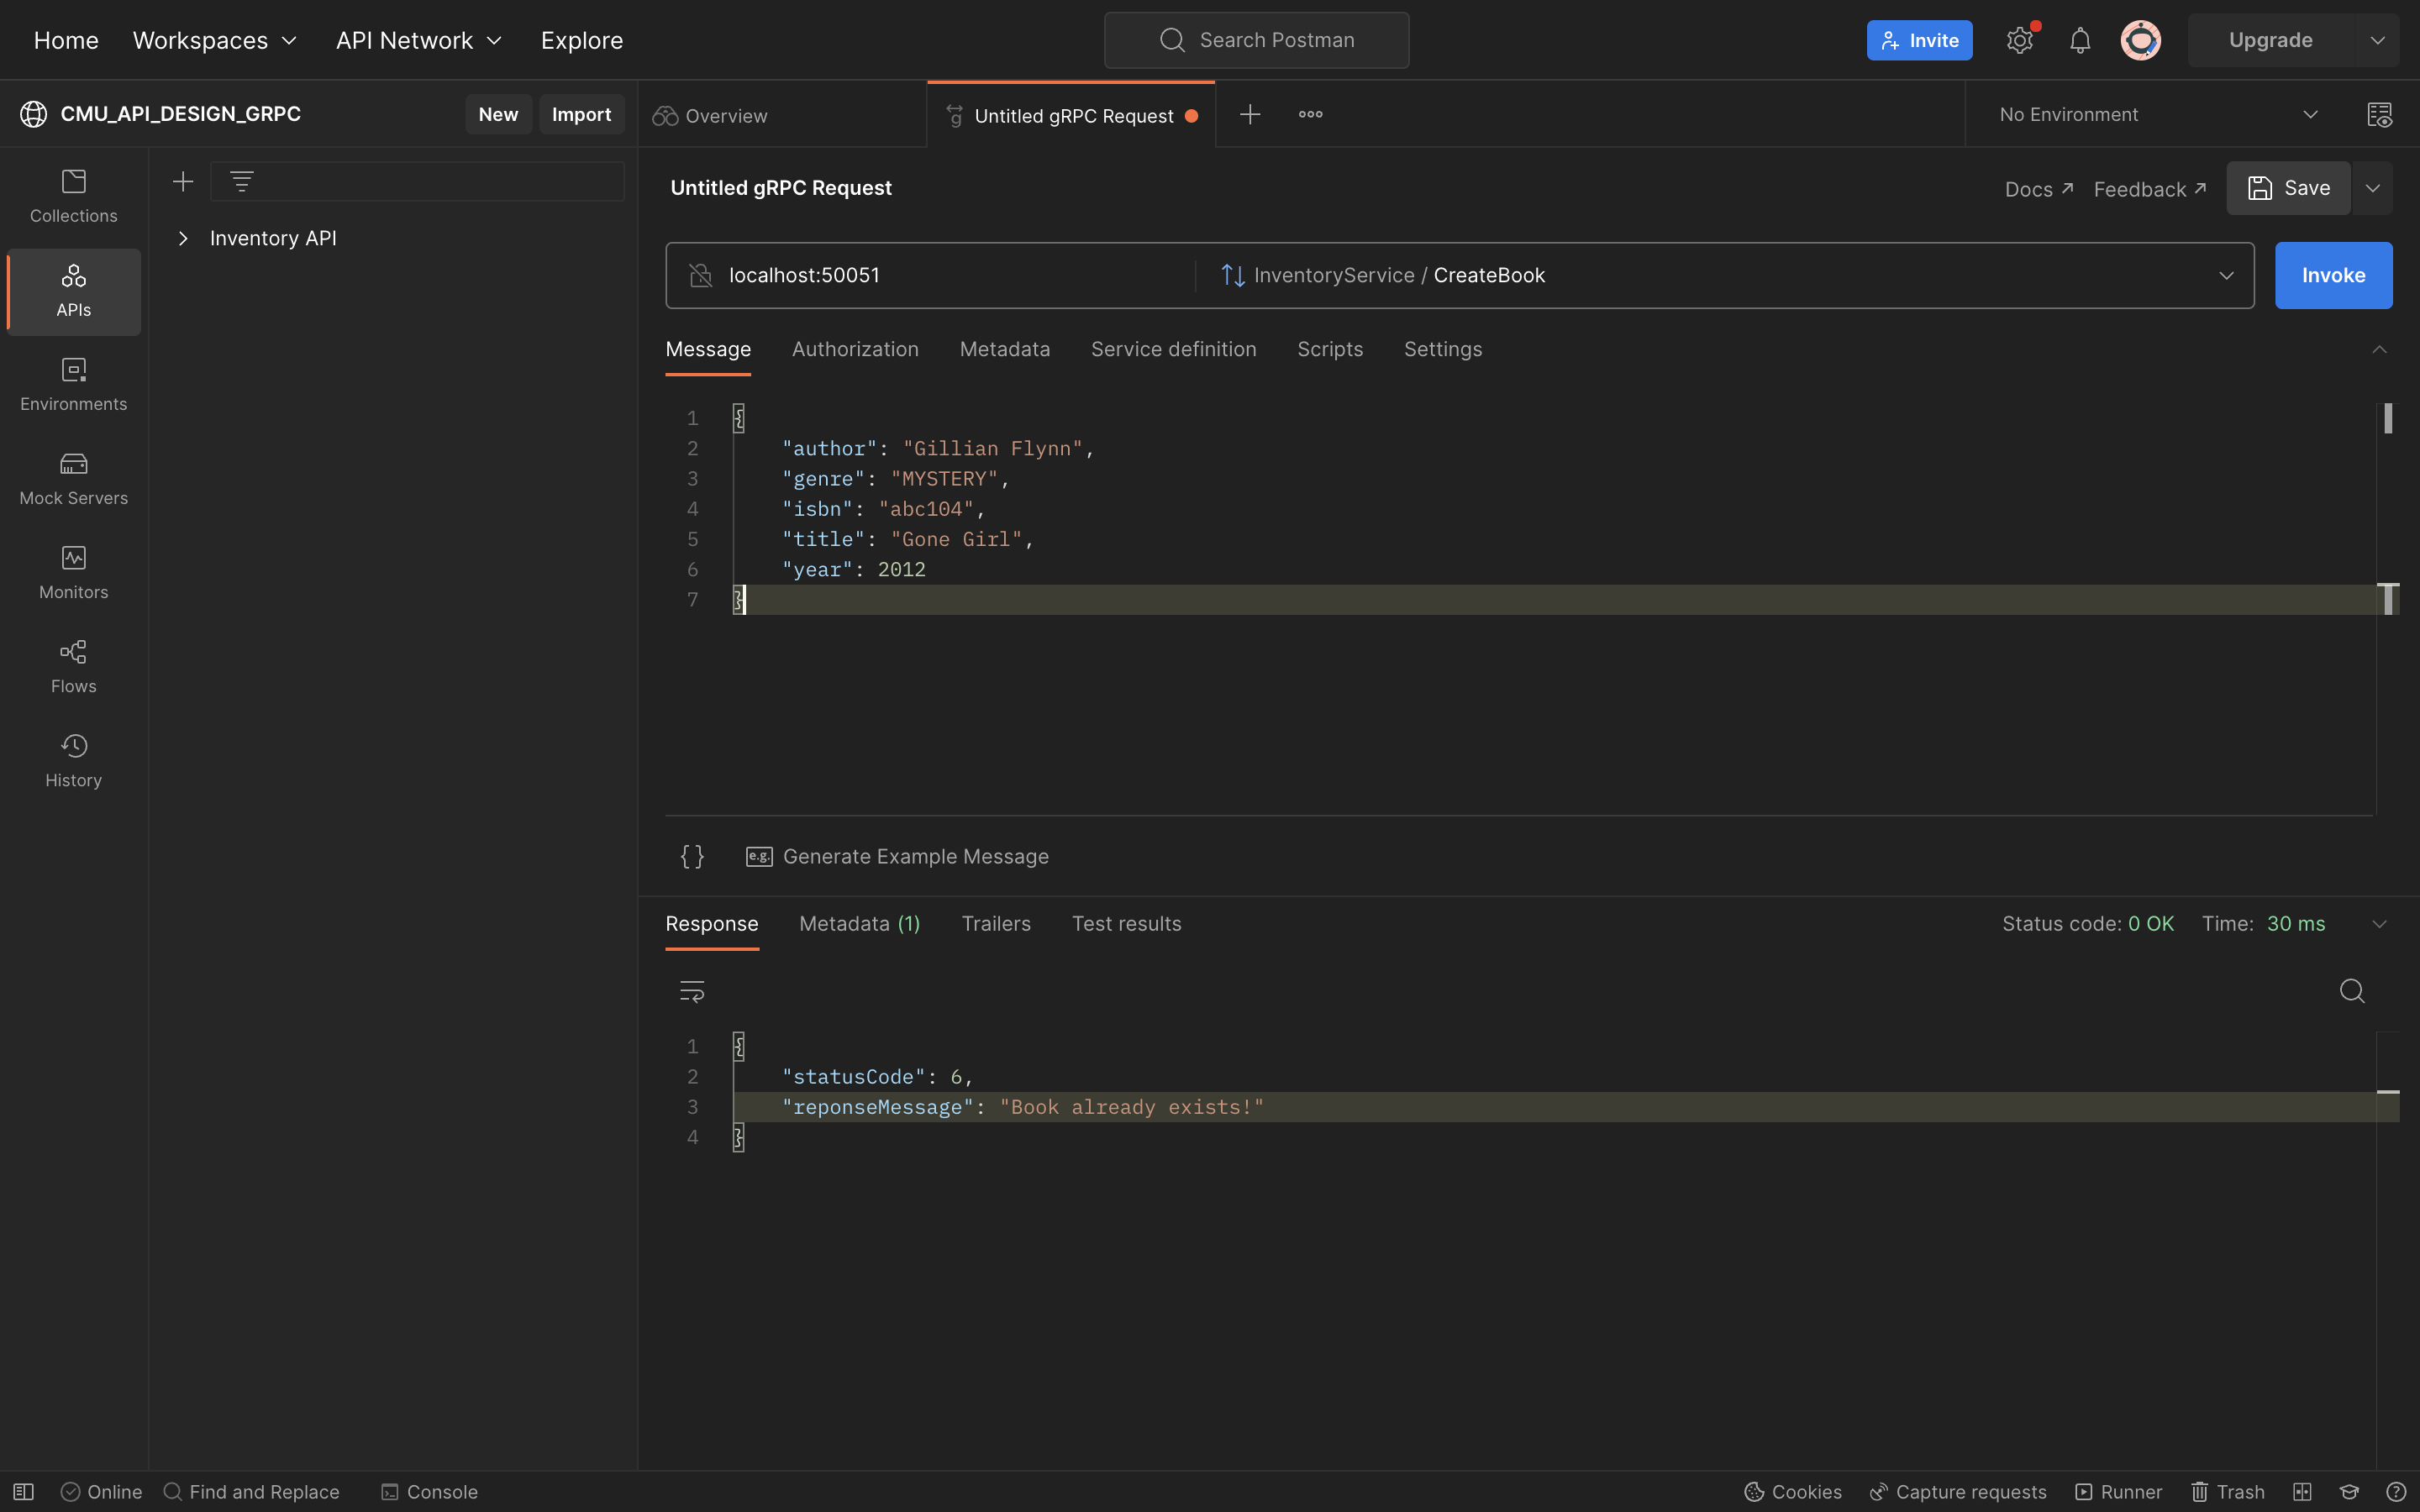 Home Workspaces API Network Explore Search Postman Invite Upgrade
CMU_API_DESIGN_GRPC New Import Overview Untitled gRPC Request No Environment
Collections
APIs
Environments
Mock Servers
Monitors
Flows
History
Inventory API
Untitled gRPC Request Docs Feedback Save
localhost:50051 InventoryService / CreateBook Invoke
Message Authorization Metadata Service definition Scripts Settings
1 {
2 "author": "Gillian Flynn",
3 "genre": "MYSTERY",
4 "isbn": "abc104",
5 "title": "Gone Girl",
6 "year": 2012
7 }
{} e.g. Generate Example Message
Response Metadata (1) Trailers Test results Status code: 0 OK Time: 30 ms
1 {
2 "statusCode": 6,
3 "reponseMessage": "Book already exists!"
4 }
Online Find and Replace Console Cookies Capture requests Runner Trash